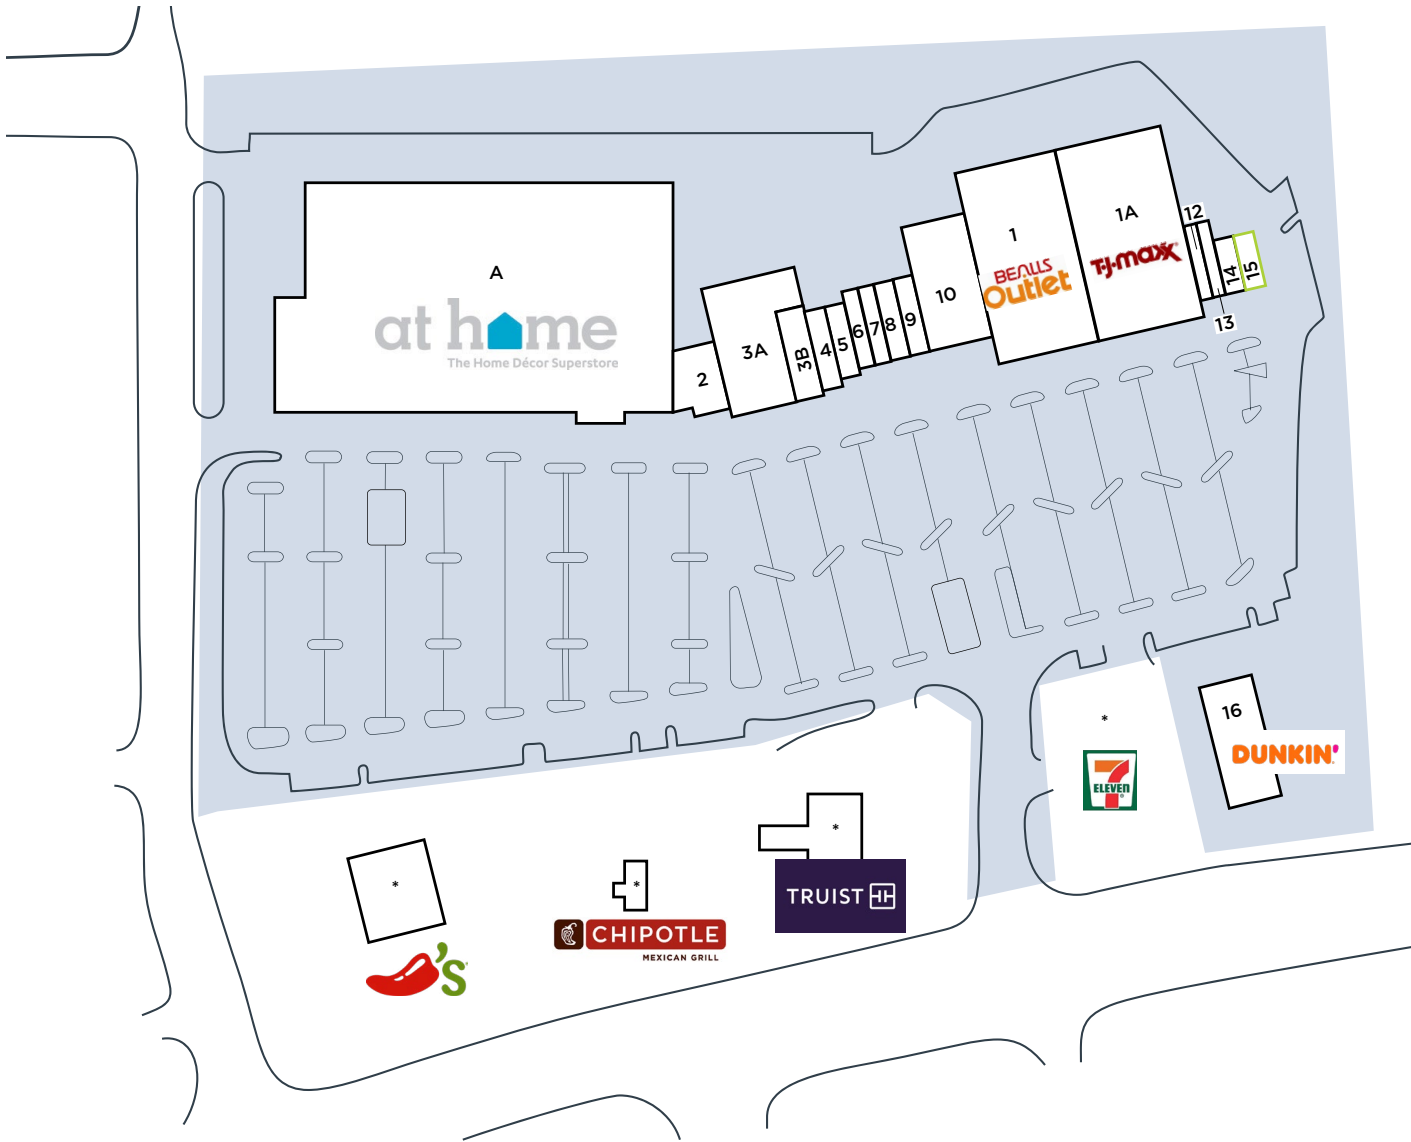 12
1A
1
BEALLS
Outlet
T·J·maxx
14
15
13
A
at home
The Home Décor Superstore
10
9
8
7
6
5
4
3B
3A
2
16
DUNKIN'
*
7
ELEVEN
®
*
TRUIST
*
CHIPOTLE
MEXICAN GRILL
*
'S